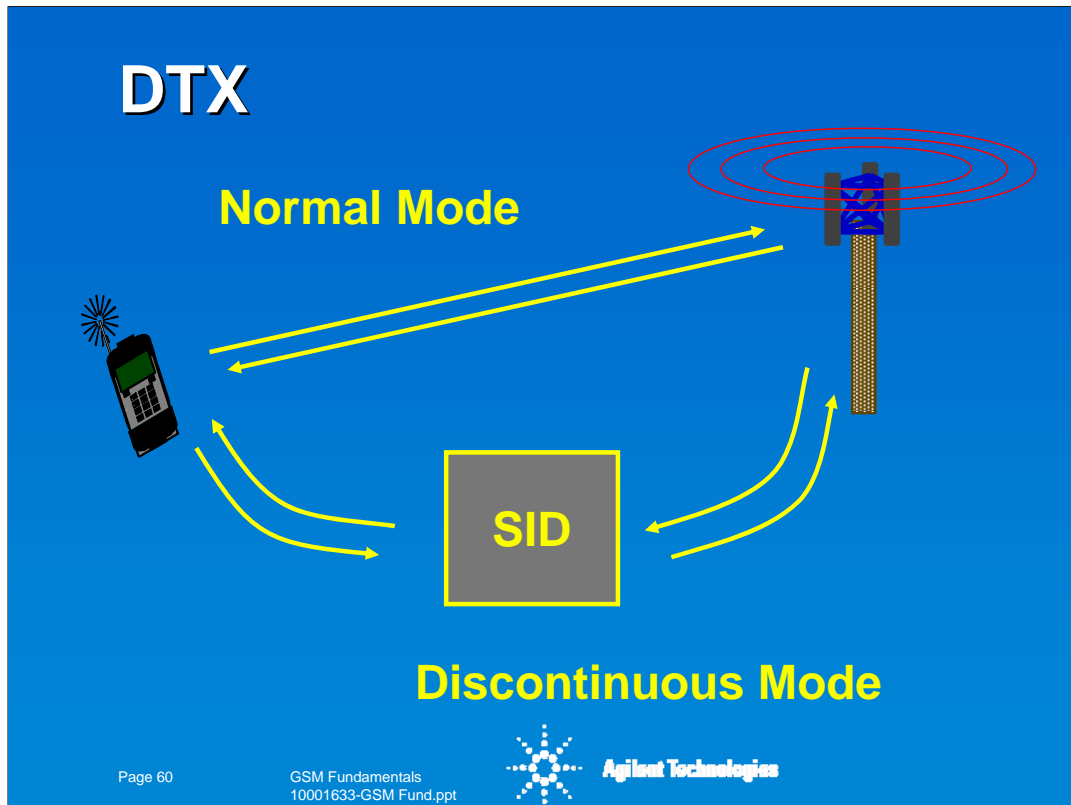 DTX
Normal Mode
SID
Discontinuous Mode
Page 60
GSM Fundamentals
10001633-GSM Fund.ppt
Agilent Technologies